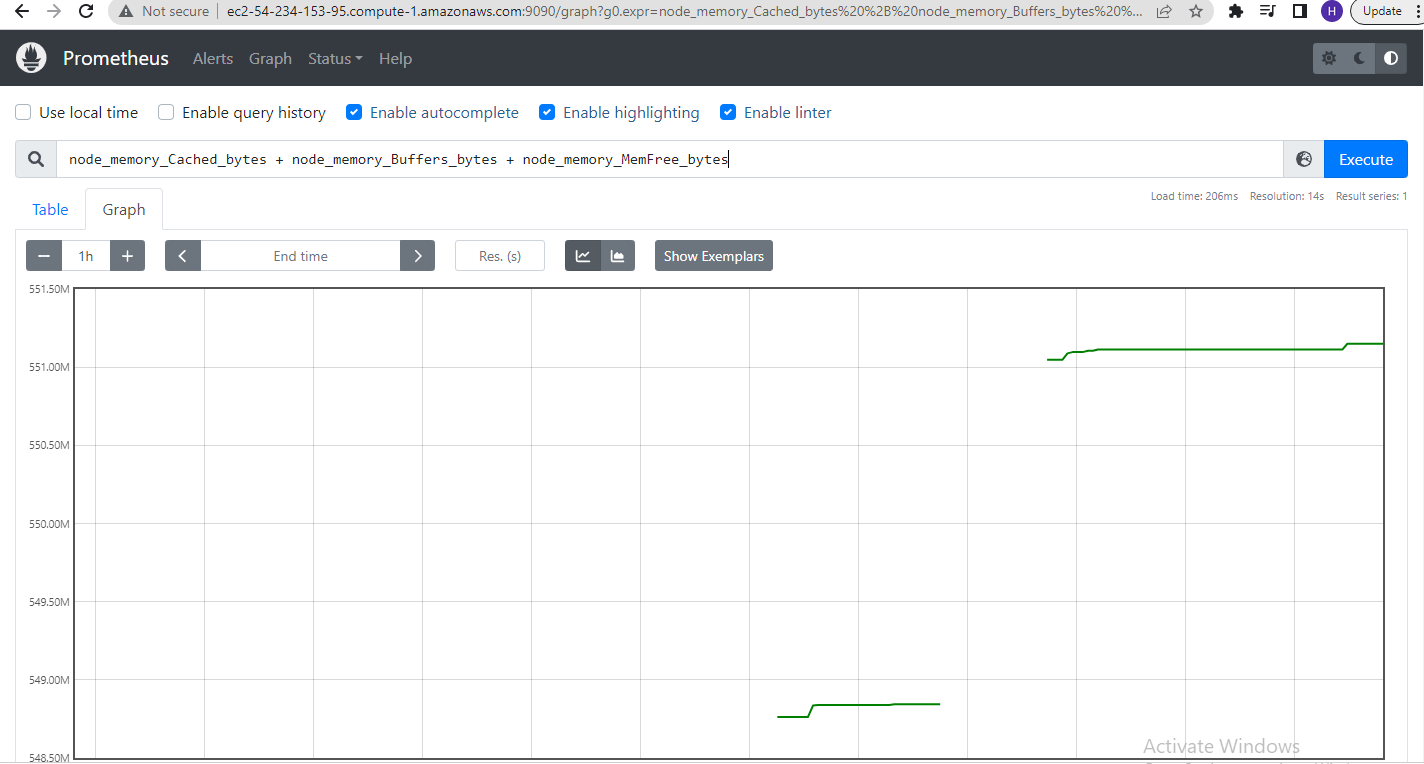 Not secure ec2-54-234-153-95.compute-1.amazonaws.com:9090/graph?g0.expr=node_memory_Cached_bytes%20%2B%20node_memory_Buffers_bytes%20%... H Update
Prometheus Alerts Graph Status Help
Use local time Enable query history Enable autocomplete Enable highlighting Enable linter
node_memory_Cached_bytes + node_memory_Buffers_bytes + node_memory_MemFree_bytes Execute
Load time: 206ms Resolution: 14s Result series: 1
Table Graph
1h End time Res. (s) Show Exemplars
551.50M
551.00M
550.50M
550.00M
549.50M
549.00M
548.50M
Activate Windows